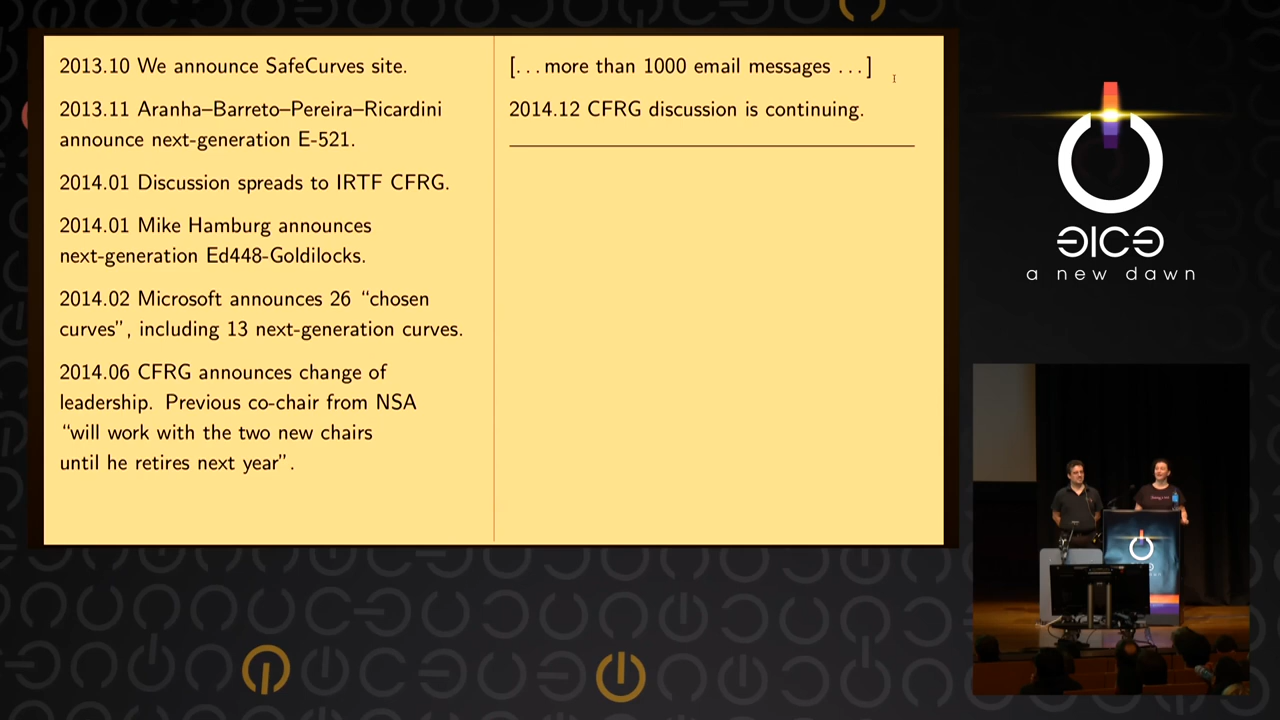 2013.10 We announce SafeCurves site.
2013.11 Aranha–Barreto–Pereira–Ricardini
announce next-generation E-521.
2014.01 Discussion spreads to IRTF CFRG.
2014.01 Mike Hamburg announces
next-generation Ed448-Goldilocks.
2014.02 Microsoft announces 26 “chosen
curves”, including 13 next-generation curves.
2014.06 CFRG announces change of
leadership. Previous co-chair from NSA
“will work with the two new chairs
until he retires next year”.
[...more than 1000 email messages ...]
2014.12 CFRG discussion is continuing.
a new dawn